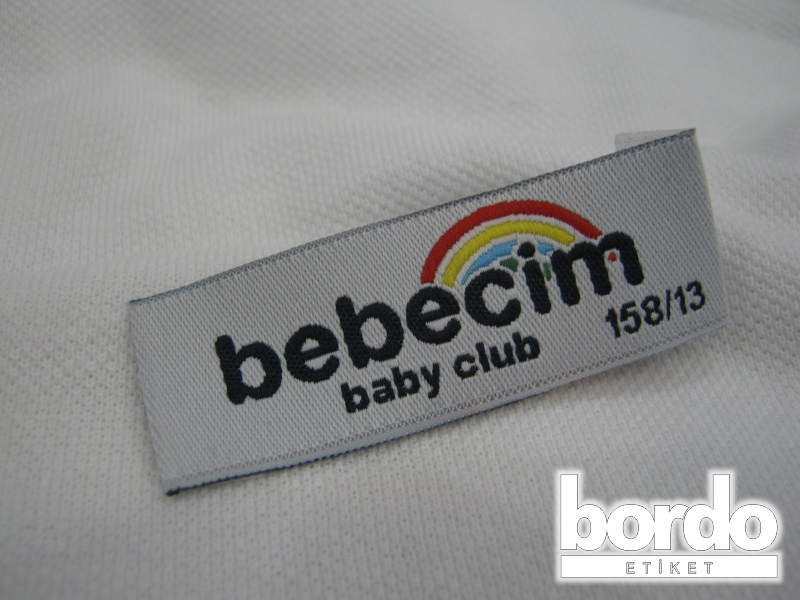 bebecim
baby club
158/13
bordo
ETİKET